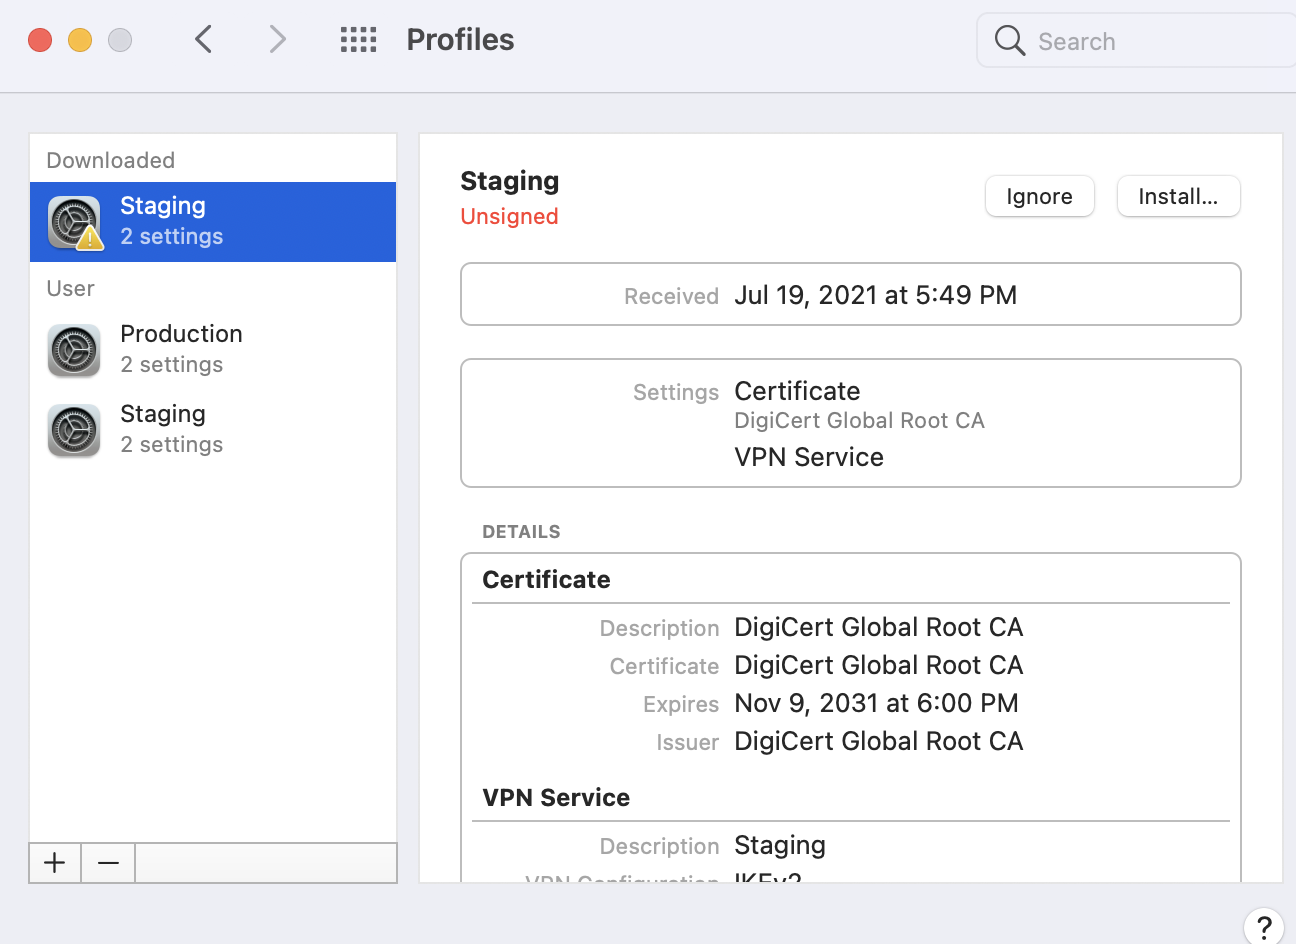 Profiles
Search
Downloaded
Staging
2 settings
User
Production
2 settings
Staging
2 settings
Staging
Unsigned
Ignore
Install...
Received Jul 19, 2021 at 5:49 PM
Settings Certificate
DigiCert Global Root CA
VPN Service
DETAILS
Certificate
Description DigiCert Global Root CA
Certificate DigiCert Global Root CA
Expires Nov 9, 2031 at 6:00 PM
Issuer DigiCert Global Root CA
VPN Service
Description Staging
VPN Configuration IKEv2
?